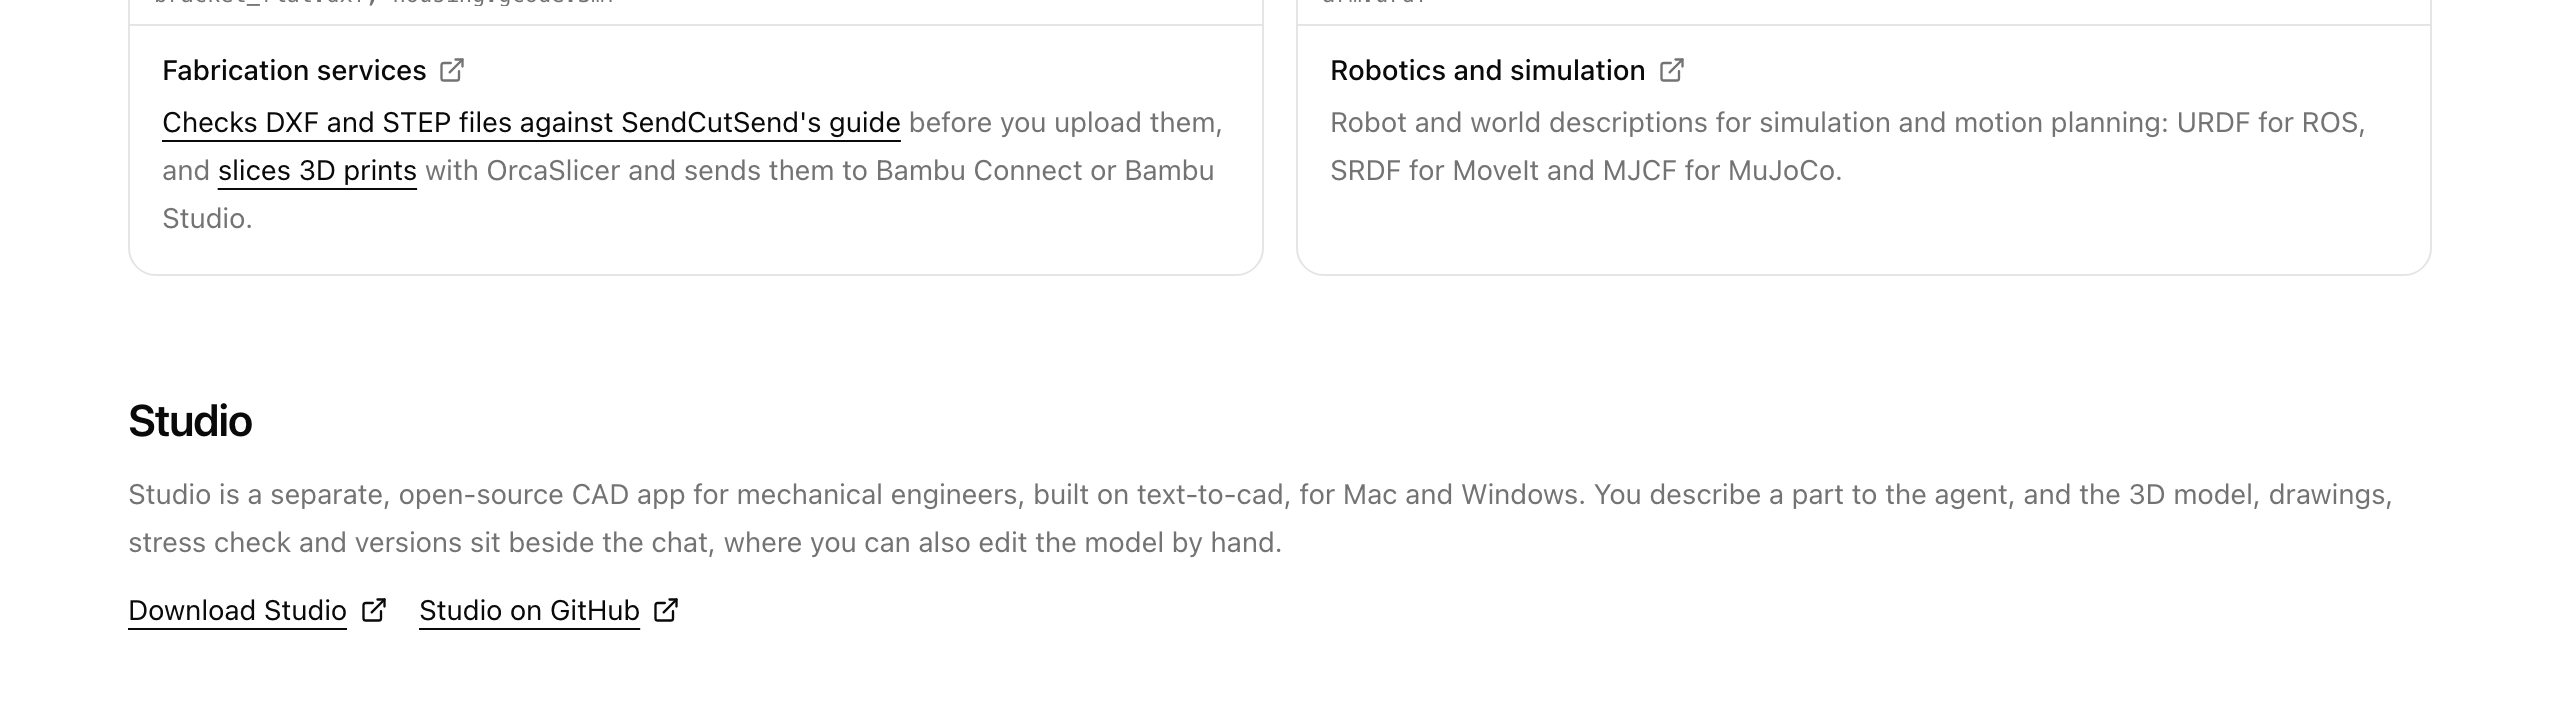 Fabrication services
Checks DXF and STEP files against SendCutSend's guide before you upload them,
and slices 3D prints with OrcaSlicer and sends them to Bambu Connect or Bambu
Studio.
Robotics and simulation
Robot and world descriptions for simulation and motion planning: URDF for ROS,
SRDF for MoveIt and MJCF for MuJoCo.
Studio
Studio is a separate, open-source CAD app for mechanical engineers, built on text-to-cad, for Mac and Windows. You describe a part to the agent, and the 3D model, drawings,
stress check and versions sit beside the chat, where you can also edit the model by hand.
Download Studio Studio on GitHub